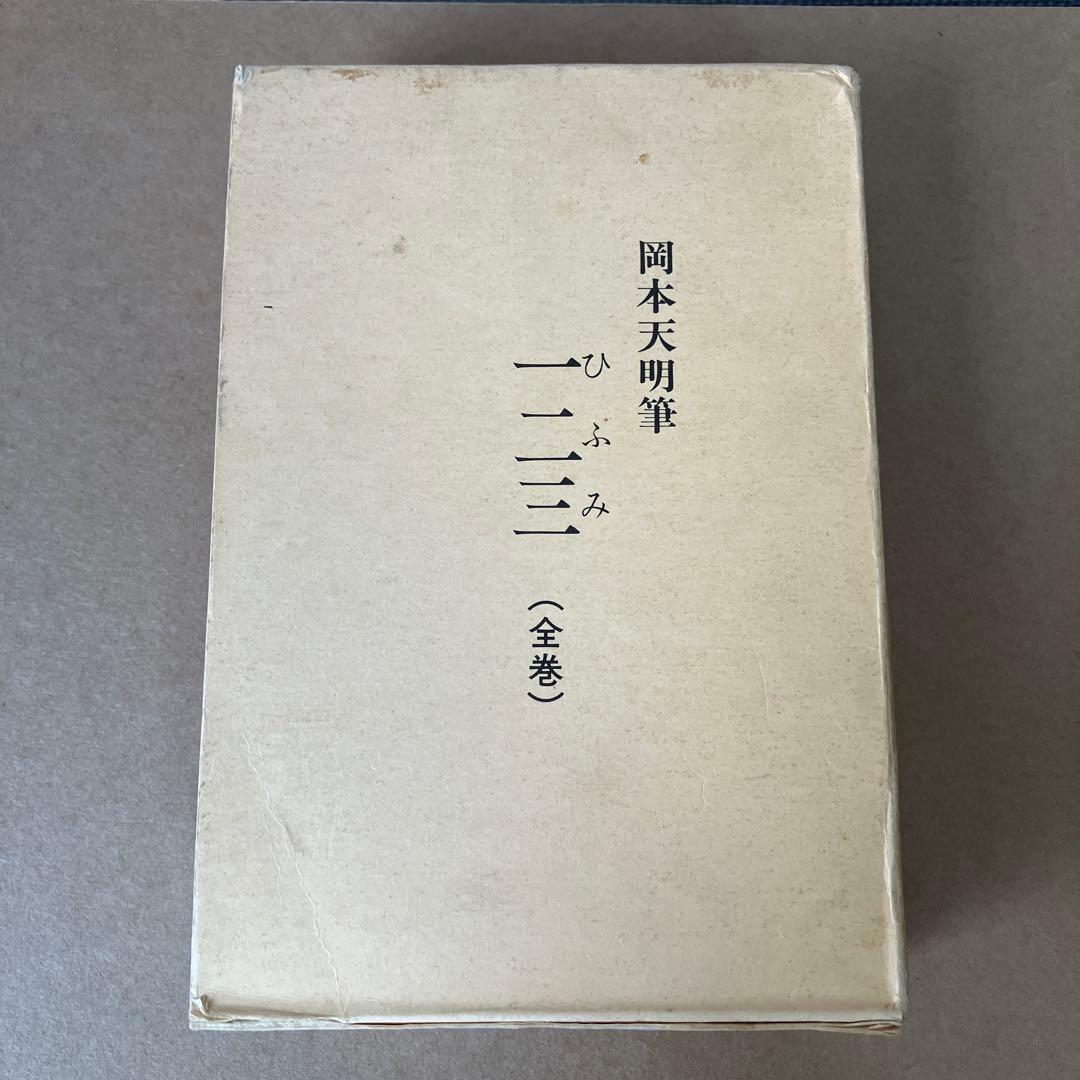 岡本天明筆
ひふみ
一二三
（全巻）